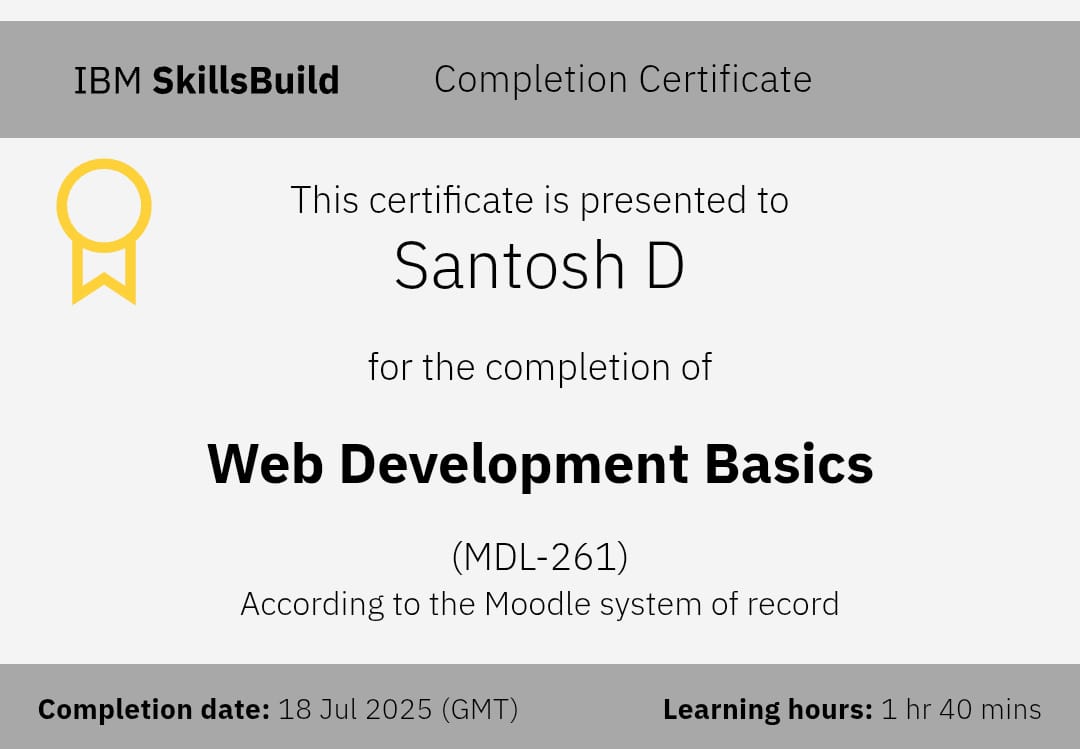 IBM SkillsBuild Completion Certificate
This certificate is presented to
Santosh D
for the completion of
Web Development Basics
(MDL-261)
According to the Moodle system of record
Completion date: 18 Jul 2025 (GMT) Learning hours: 1 hr 40 mins